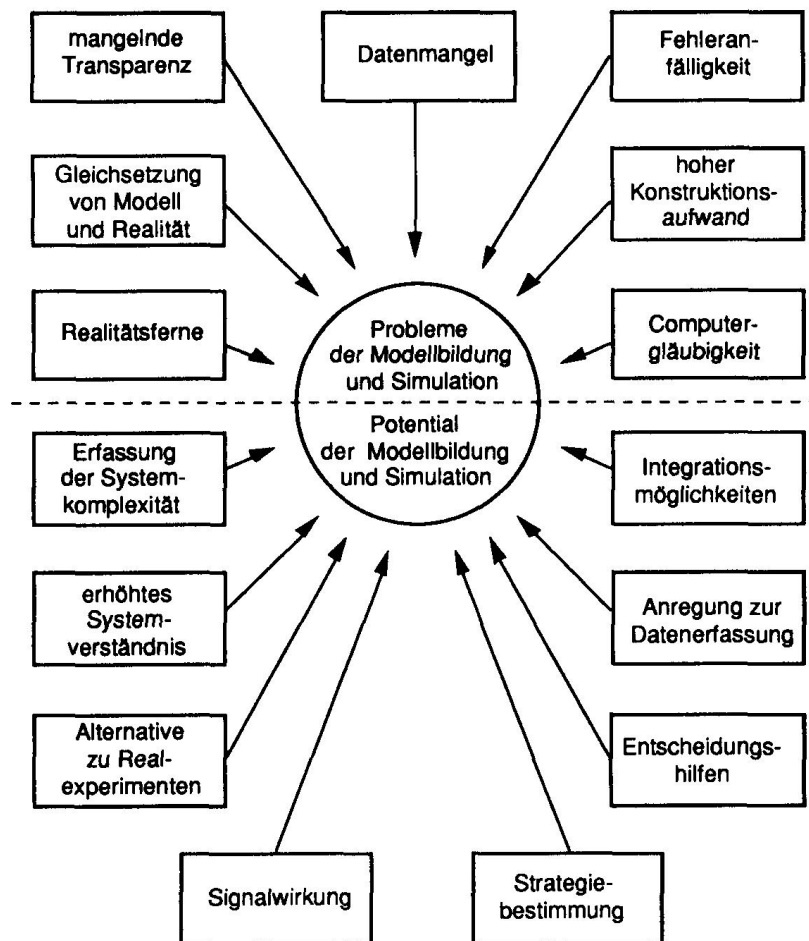 mangelnde
Transparenz
Datenmangel
Fehleran-
fälligkeit
Gleichsetzung
von Modell
und Realität
hoher
Konstruktions-
aufwand
Realitätsferne
Probleme
der Modellbildung
und Simulation
Computer-
gläubigkeit
Erfassung
der System-
komplexität
Potential
der Modellbildung
und Simulation
Integrations-
möglichkeiten
erhöhtes
System-
verständnis
Anregung zur
Datenerfassung
Alternative
zu Real-
experimenten
Entscheidungs-
hilfen
Signalwirkung
Strategie-
bestimmung